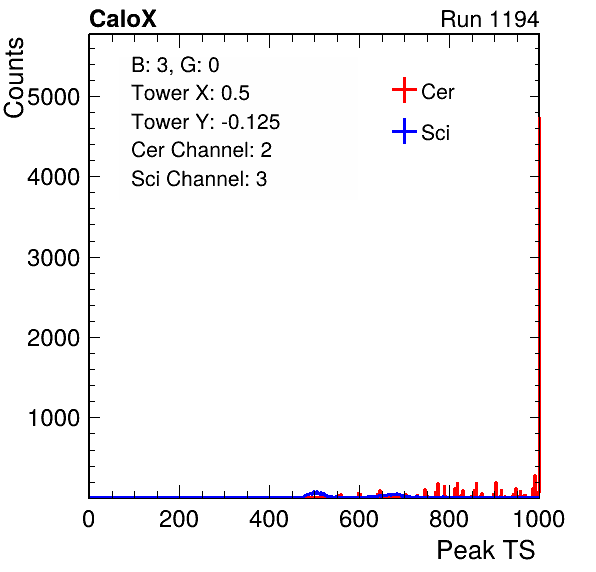 CaloX Run 1194
Counts
B: 3, G: 0
Tower X: 0.5
Tower Y: -0.125
Cer Channel: 2
Sci Channel: 3
Cer
Sci
5000
4000
3000
2000
1000
0 200 400 600 800 1000
Peak TS